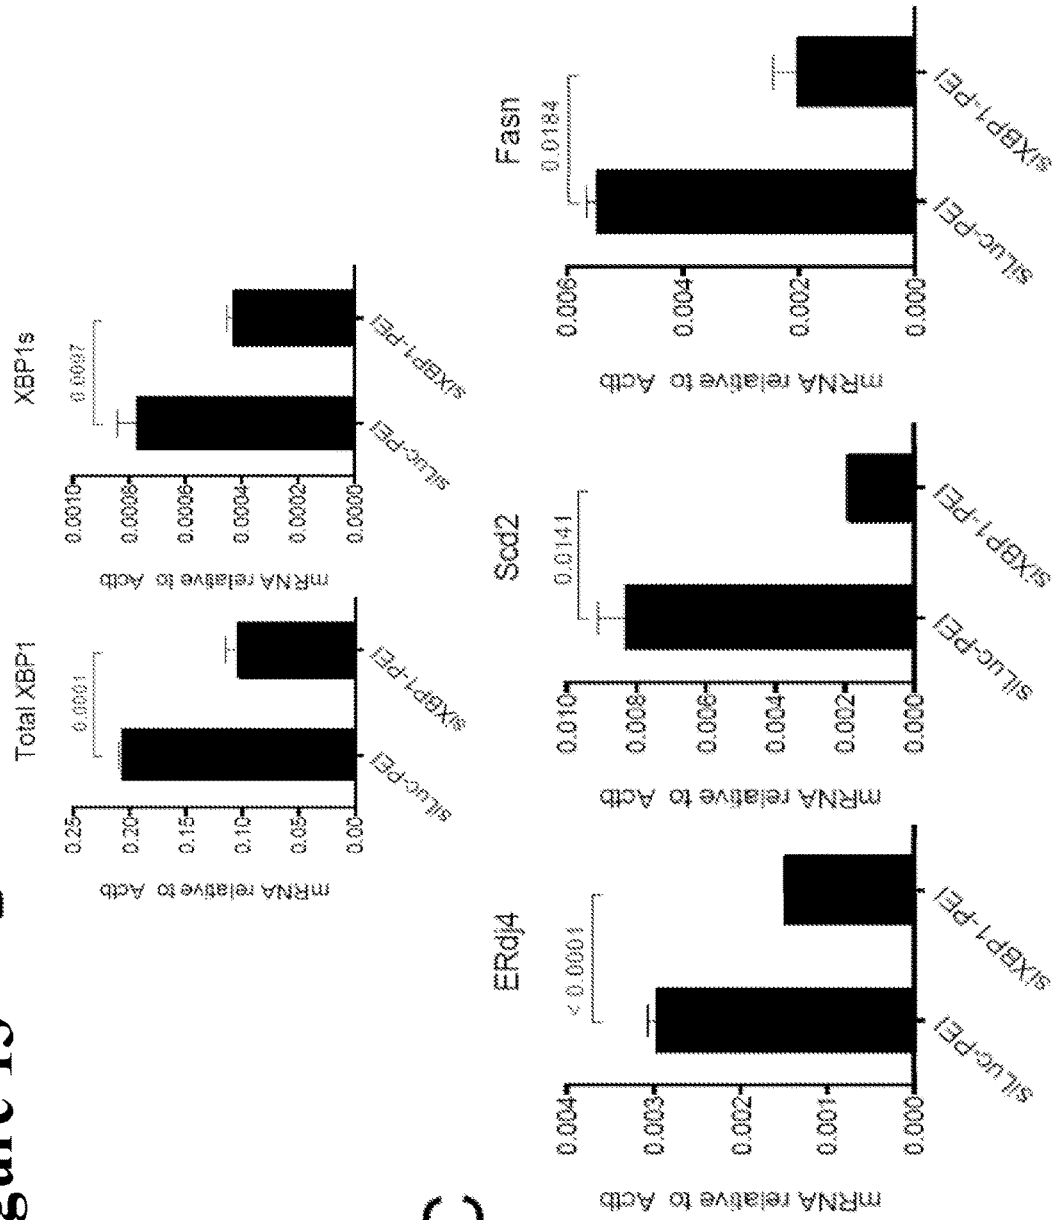 gure 15
Total XBP1
0.0001
0.25
0.20
0.15
0.10
0.05
0.00
mRNA relative to Actb
siLuc-PEI
siXBP1-PEI
XBP1s
0.0097
0.0010
0.0008
0.0006
0.0004
0.0002
0.0000
mRNA relative to Actb
siLuc-PEI
siXBP1-PEI
C
ERdj4
< 0.0001
0.004
0.003
0.002
0.001
0.000
mRNA relative to Actb
siLuc-PEI
siXBP1-PEI
Scd2
0.0141
0.010
0.008
0.006
0.004
0.002
0.000
mRNA relative to Actb
siLuc-PEI
siXBP1-PEI
Fasn
0.0184
0.006
0.004
0.002
0.000
mRNA relative to Actb
siLuc-PEI
siXBP1-PEI